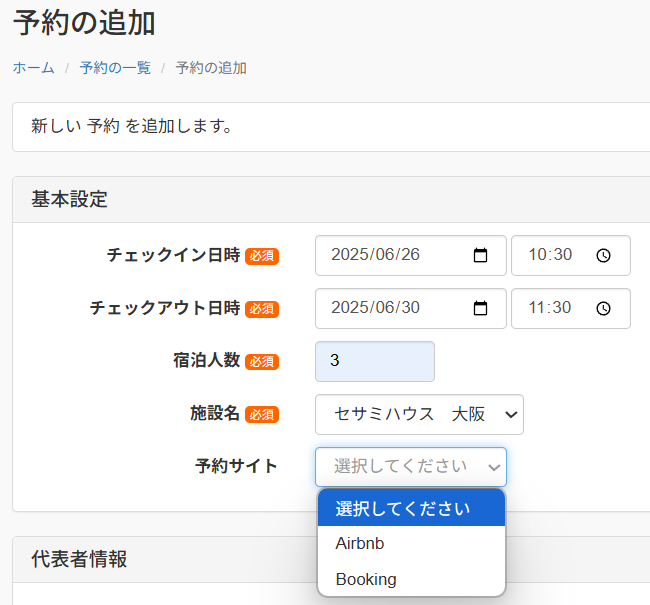 予約の追加
ホーム / 予約の一覧 / 予約の追加
新しい 予約 を追加します。
基本設定
チェックイン日時 必須 2025/06/26 10:30
チェックアウト日時 必須 2025/06/30 11:30
宿泊人数 必須 3
施設名 必須 セサミハウス　大阪
予約サイト 選択してください
選択してください
Airbnb
Booking
代表者情報